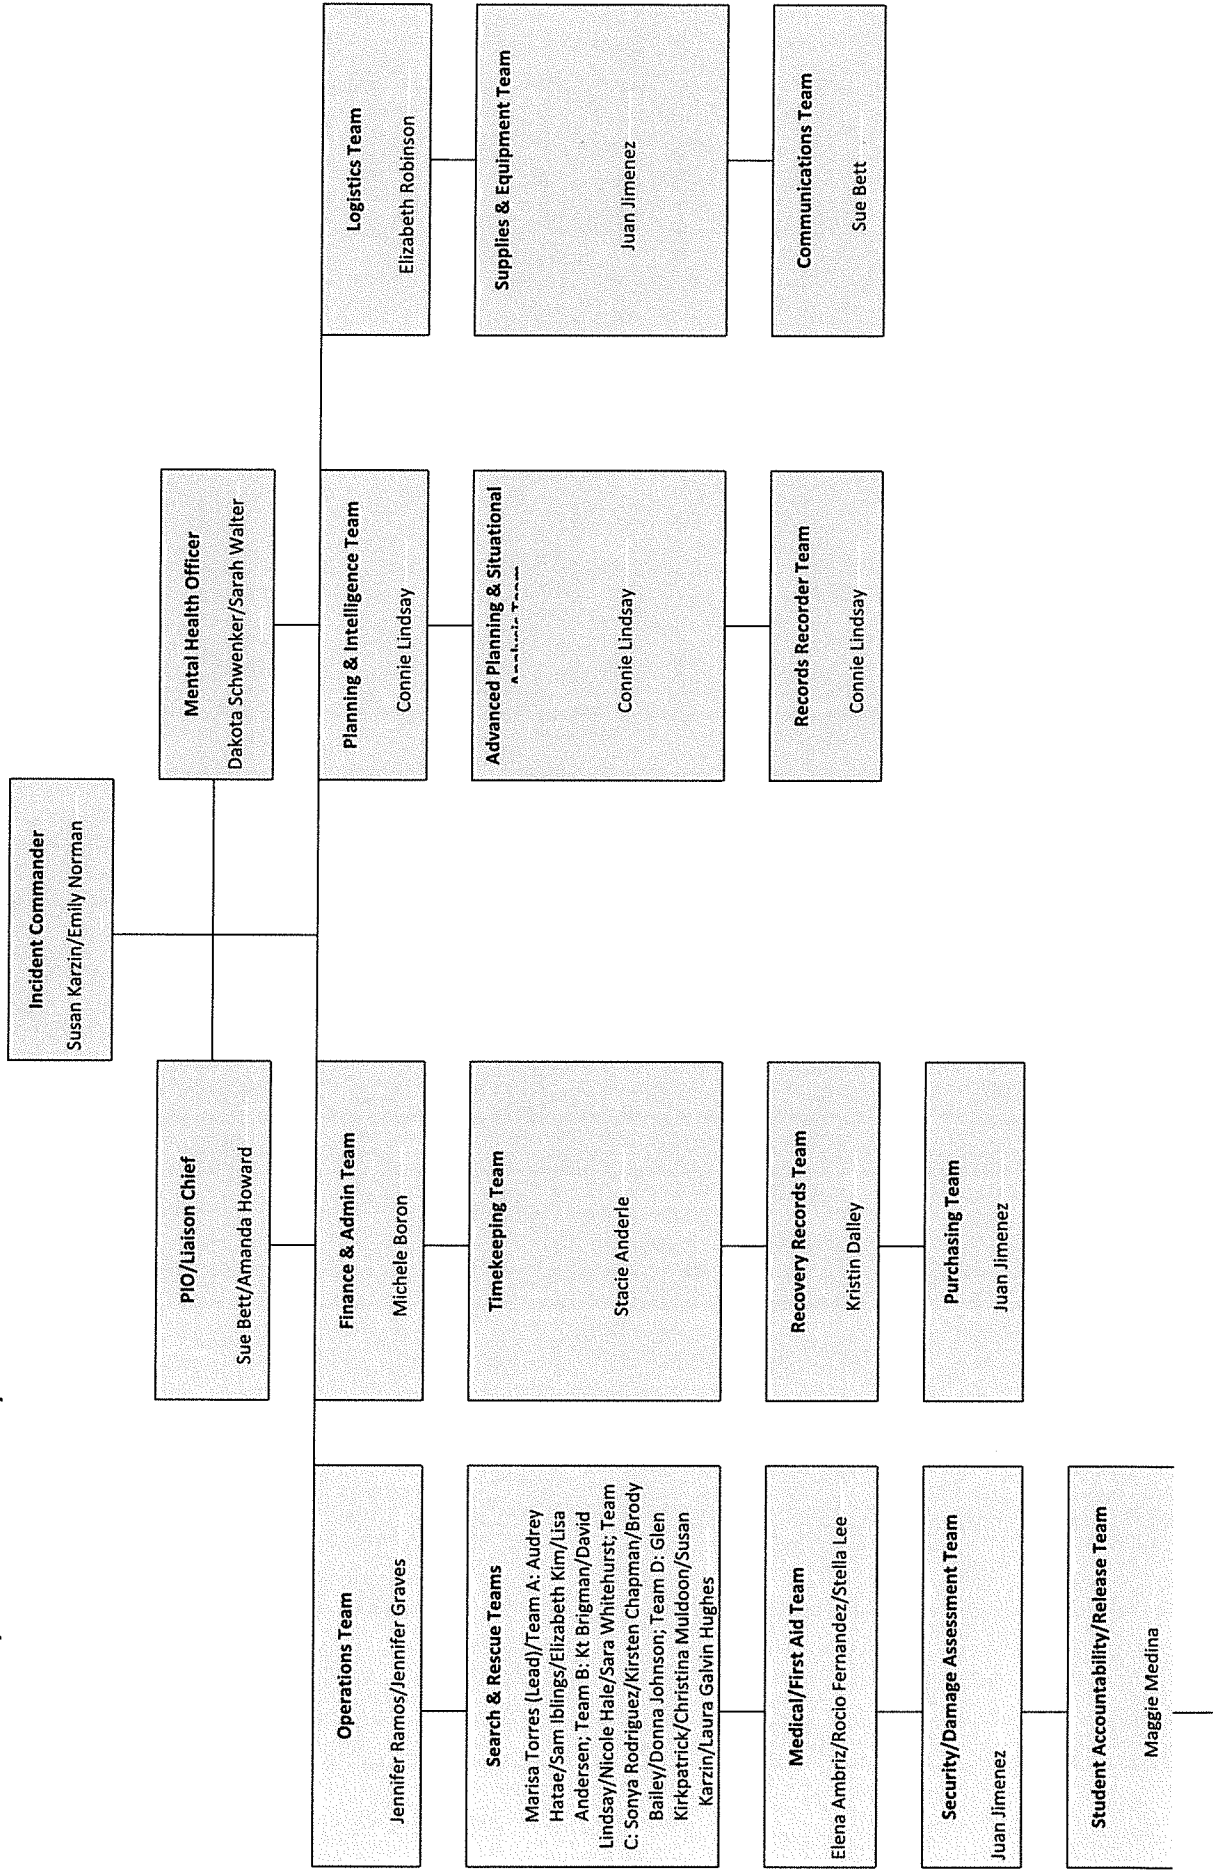 Incident Commander
Susan Karzin/Emily Norman
PIO/Liaison Chief
Sue Bett/Amanda Howard
Mental Health Officer
Dakota Schwenker/Sarah Walter
Operations Team
Jennifer Ramos/Jennifer Graves
Search & Rescue Teams
Marisa Torres (Lead)/Team A: Audrey
Hatae/Sam Iblings/Elizabeth Kim/Lisa
Andersen; Team B: Kt Brigman/David
Lindsay/Nicole Hale/Sara Whitehurst; Team
C: Sonya Rodriguez/Kirsten Chapman/Brody
Bailey/Donna Johnson; Team D: Glen
Kirkpatrick/Christina Muldoon/Susan
Karzin/Laura Galvin Hughes
Medical/First Aid Team
Elena Ambriz/Rocio Fernandez/Stella Lee
Security/Damage Assessment Team
Juan Jimenez
Student Accountability/Release Team
Maggie Medina
Finance & Admin Team
Michele Boron
Timekeeping Team
Stacie Anderle
Recovery Records Team
Kristin Dalley
Purchasing Team
Juan Jimenez
Planning & Intelligence Team
Connie Lindsay
Advanced Planning & Situational
Connie Lindsay
Records Recorder Team
Connie Lindsay
Logistics Team
Elizabeth Robinson
Supplies & Equipment Team
Juan Jimenez
Communications Team
Sue Bett